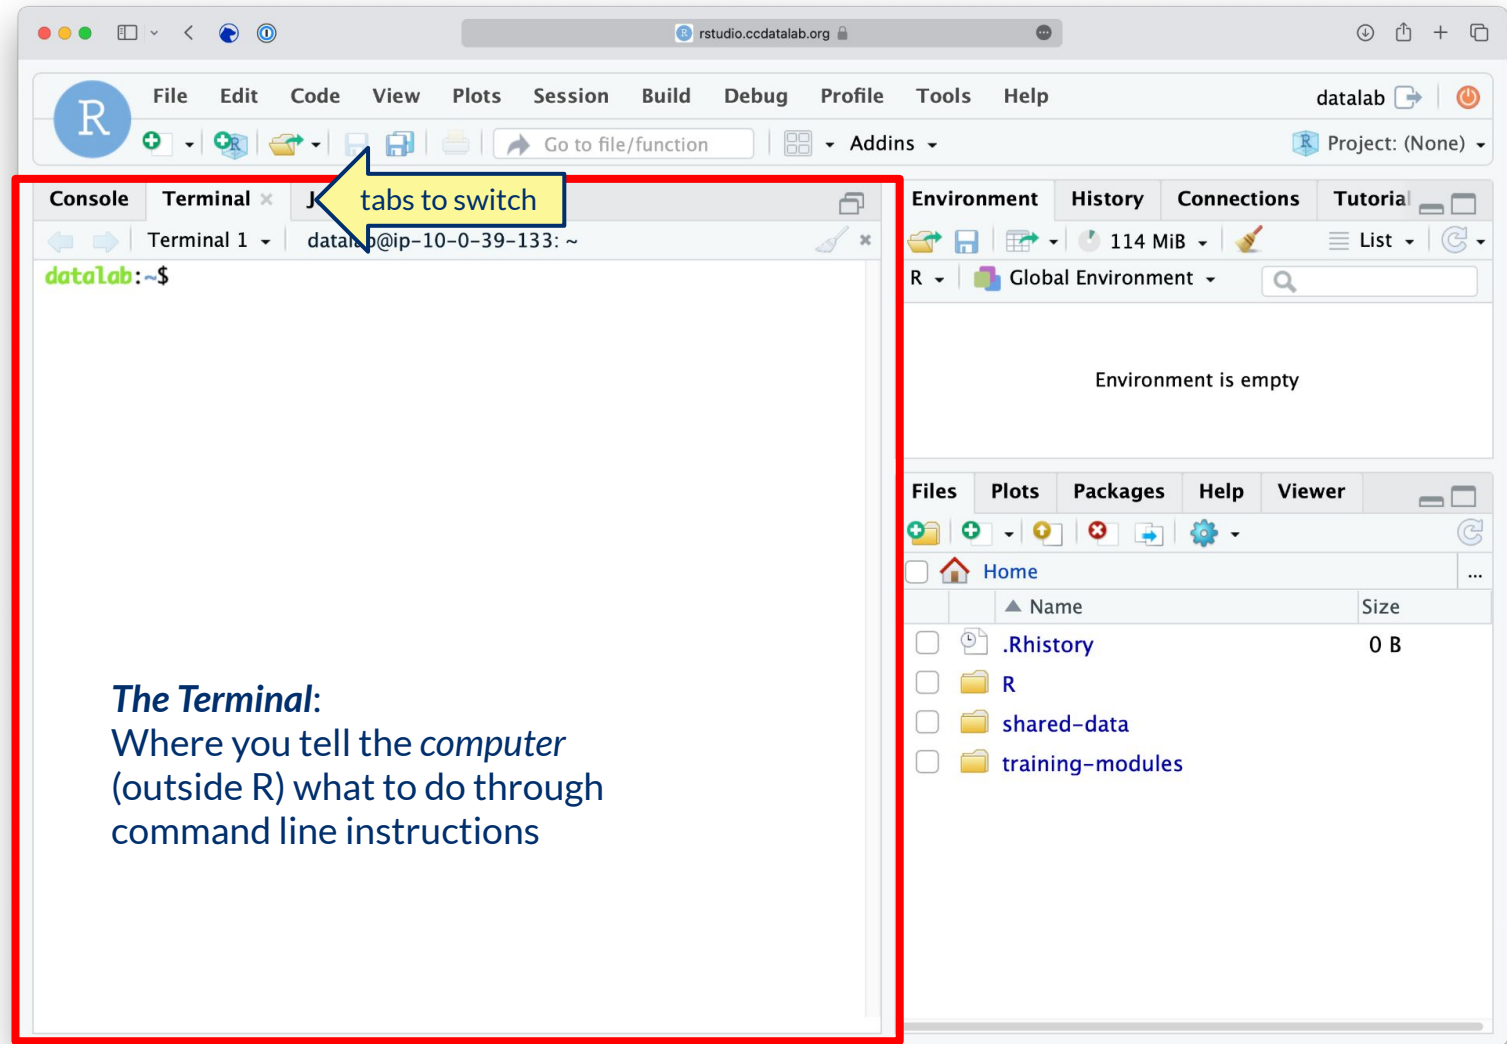 rstudio.ccdatalab.org
R
File Edit Code View Plots Session Build Debug Profile Tools Help
datalab
Go to file/function
Addins
Project: (None)
Console Terminal
tabs to switch
Terminal 1
datalab@ip-10-0-39-133: ~
datalab:~$
The Terminal:
Where you tell the computer
(outside R) what to do through
command line instructions
Environment History Connections Tutorial
114 MiB
List
R
Global Environment
Environment is empty
Files Plots Packages Help Viewer
Home
...
Name Size
.Rhistory 0 B
R
shared-data
training-modules